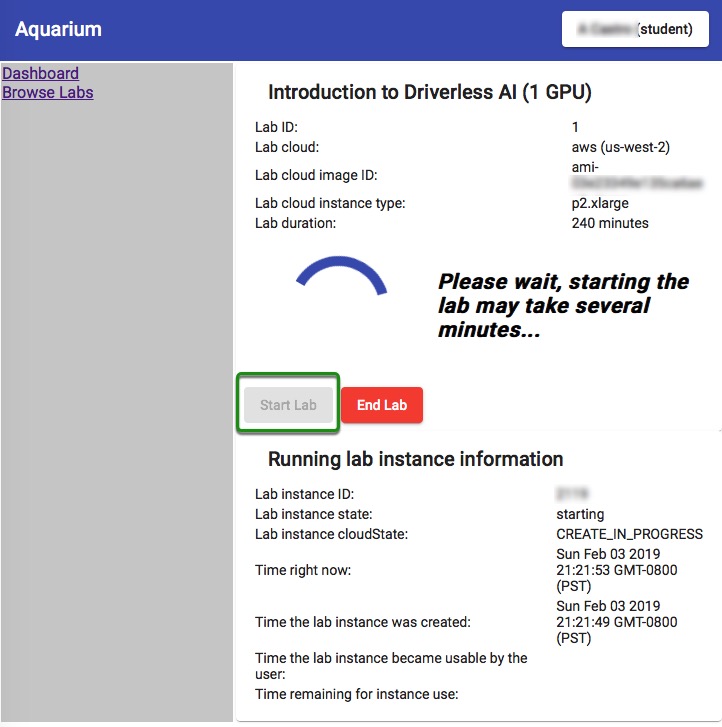 Aquarium
(student)
Dashboard
Browse Labs
Introduction to Driverless AI (1 GPU)
Lab ID: 1
Lab cloud: aws (us-west-2)
Lab cloud image ID: ami-
Lab cloud instance type: p2.xlarge
Lab duration: 240 minutes
Please wait, starting the
lab may take several
minutes...
Start Lab
End Lab
Running lab instance information
Lab instance ID:
Lab instance state: starting
Lab instance cloudState: CREATE_IN_PROGRESS
Time right now: Sun Feb 03 2019
21:21:53 GMT-0800
(PST)
Time the lab instance was created: Sun Feb 03 2019
21:21:49 GMT-0800
(PST)
Time the lab instance became usable by the
user:
Time remaining for instance use: